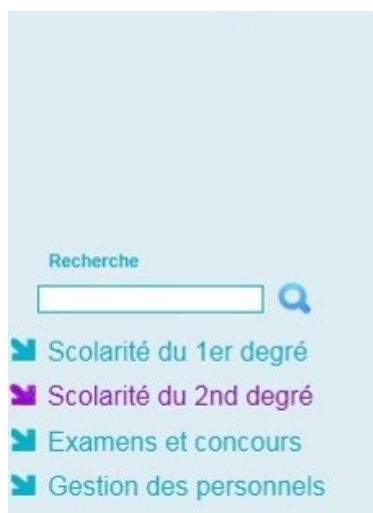 Recherche
Scolarité du 1er degré
Scolarité du 2nd degré
Examens et concours
Gestion des personnels